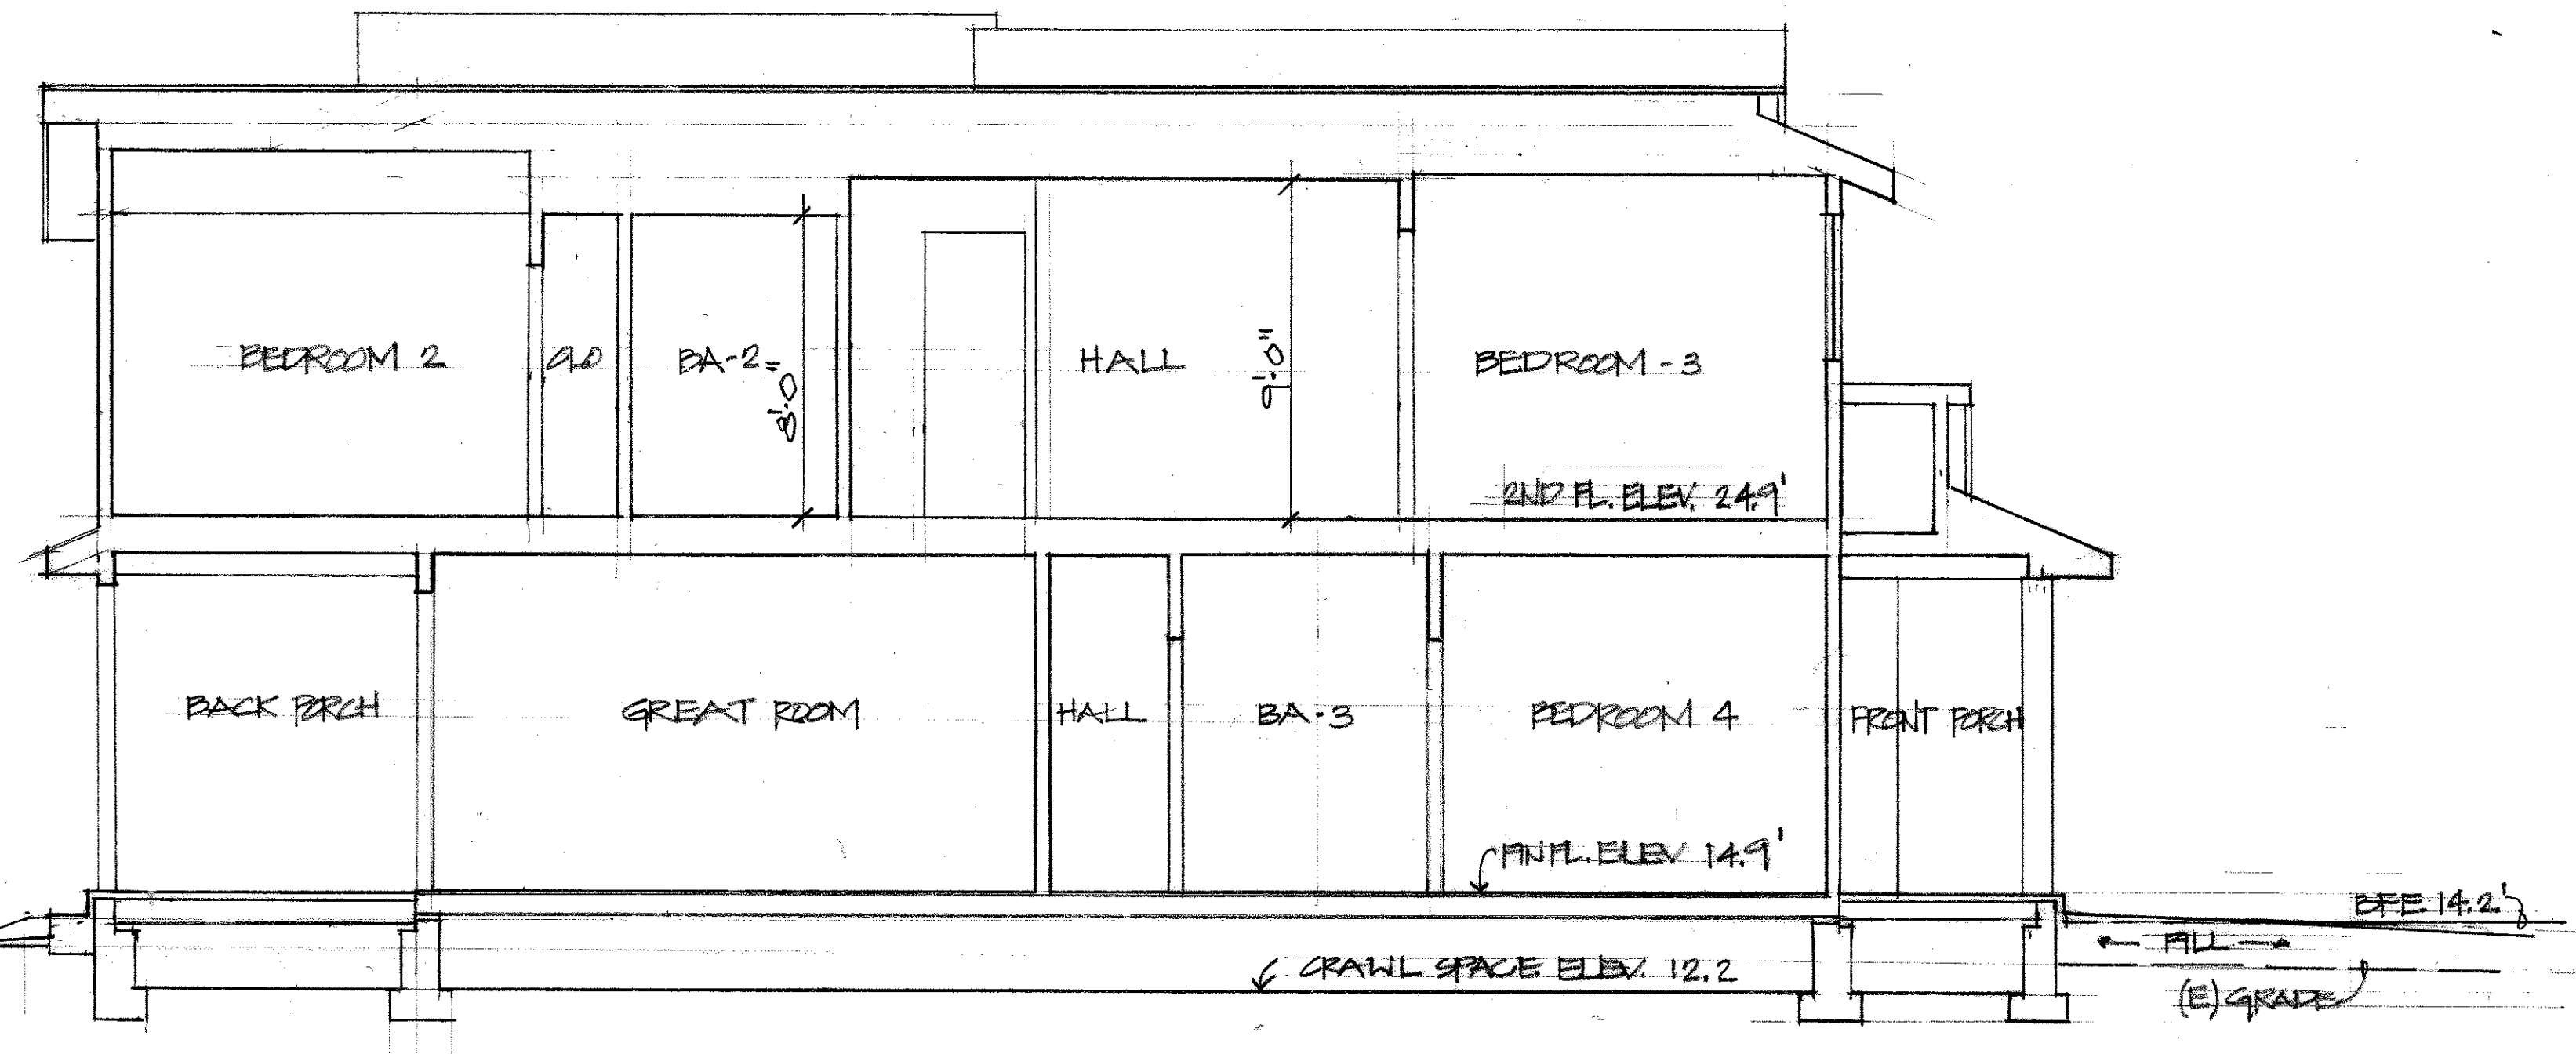 BEDROOM 2
CLO
BA-2
8'-0"
HALL
9'-0"
BEDROOM - 3
2ND FL. ELEV. 24.9'
BACK PORCH
GREAT ROOM
HALL
BA-3
BEDROOM 4
FRONT PORCH
FIN FL. ELEV 14.9'
BFE 14.2'
FILL
CRAWL SPACE ELEV. 12.2
(E) GRADE